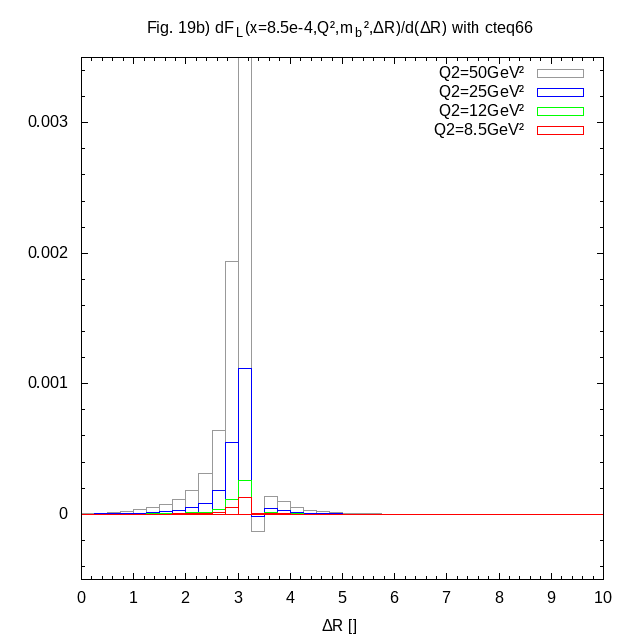 Fig. 19b) dF_L(x=8.5e-4,Q²,m_b²,ΔR)/d(ΔR) with cteq66
Q2=50GeV²
Q2=25GeV²
Q2=12GeV²
Q2=8.5GeV²
0.003
0.002
0.001
0
0 1 2 3 4 5 6 7 8 9 10
ΔR []